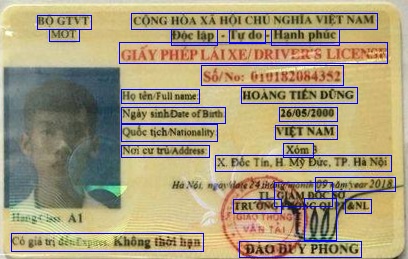 BỘ GTVT
MOT
CỘNG HÒA XÃ HỘI CHỦ NGHĨA VIỆT NAM
Độc lập - Tự do - Hạnh phúc
GIẤY PHÉP LÁI XE/ DRIVER'S LICENSE
Số/No: 010182084352
Họ tên/Full name: HOÀNG TIẾN DŨNG
Ngày sinh/Date of Birth 26/05/2000
Quốc tịch/Nationality: VIỆT NAM
Nơi cư trú/Address: Xóm 3
X. Đốc Tín, H. Mỹ Đức, TP. Hà Nội
Hà Nội, ngày/date 24 tháng/month 09 năm/year 2018
TL. GIÁM ĐỐC SỞ
TRƯỞNG PHÒNG QLPT&NL
GIAO THÔNG
VẬN TẢI
Hạng/Class: A1
Có giá trị đến/Expires: Không thời hạn
ĐÀO DUY PHONG